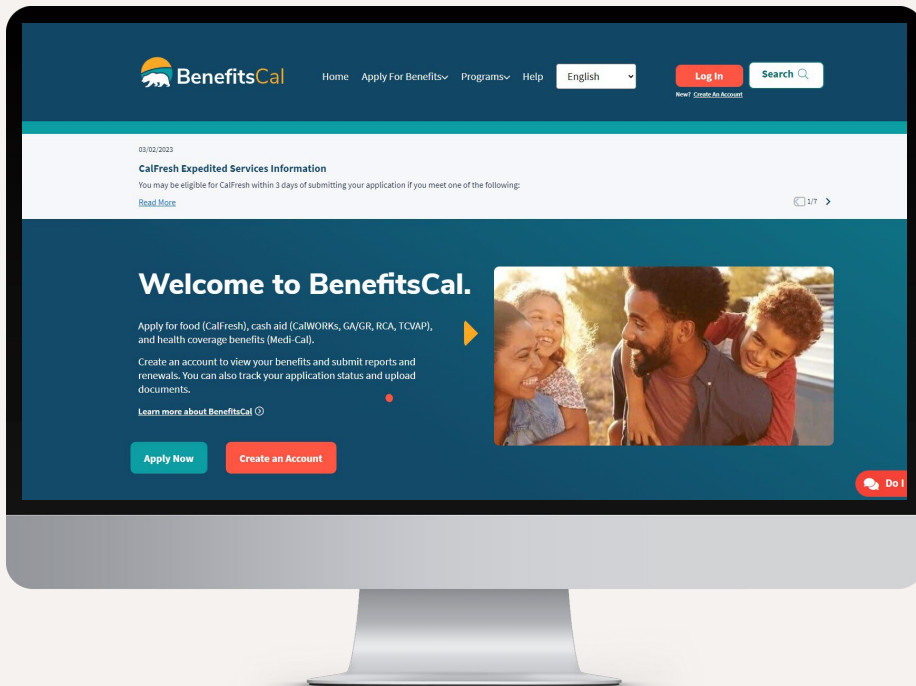 BenefitsCal
Home Apply For Benefits Programs Help English Log In Search
New? Create An Account
03/02/2023
CalFresh Expedited Services Information
You may be eligible for CalFresh within 3 days of submitting your application if you meet one of the following:
Read More 1/7
Welcome to BenefitsCal.
Apply for food (CalFresh), cash aid (CalWORKs, GA/GR, RCA, TCVAP),
and health coverage benefits (Medi-Cal).
Create an account to view your benefits and submit reports and
renewals. You can also track your application status and upload
documents.
Learn more about BenefitsCal
Apply Now Create an Account
Do I